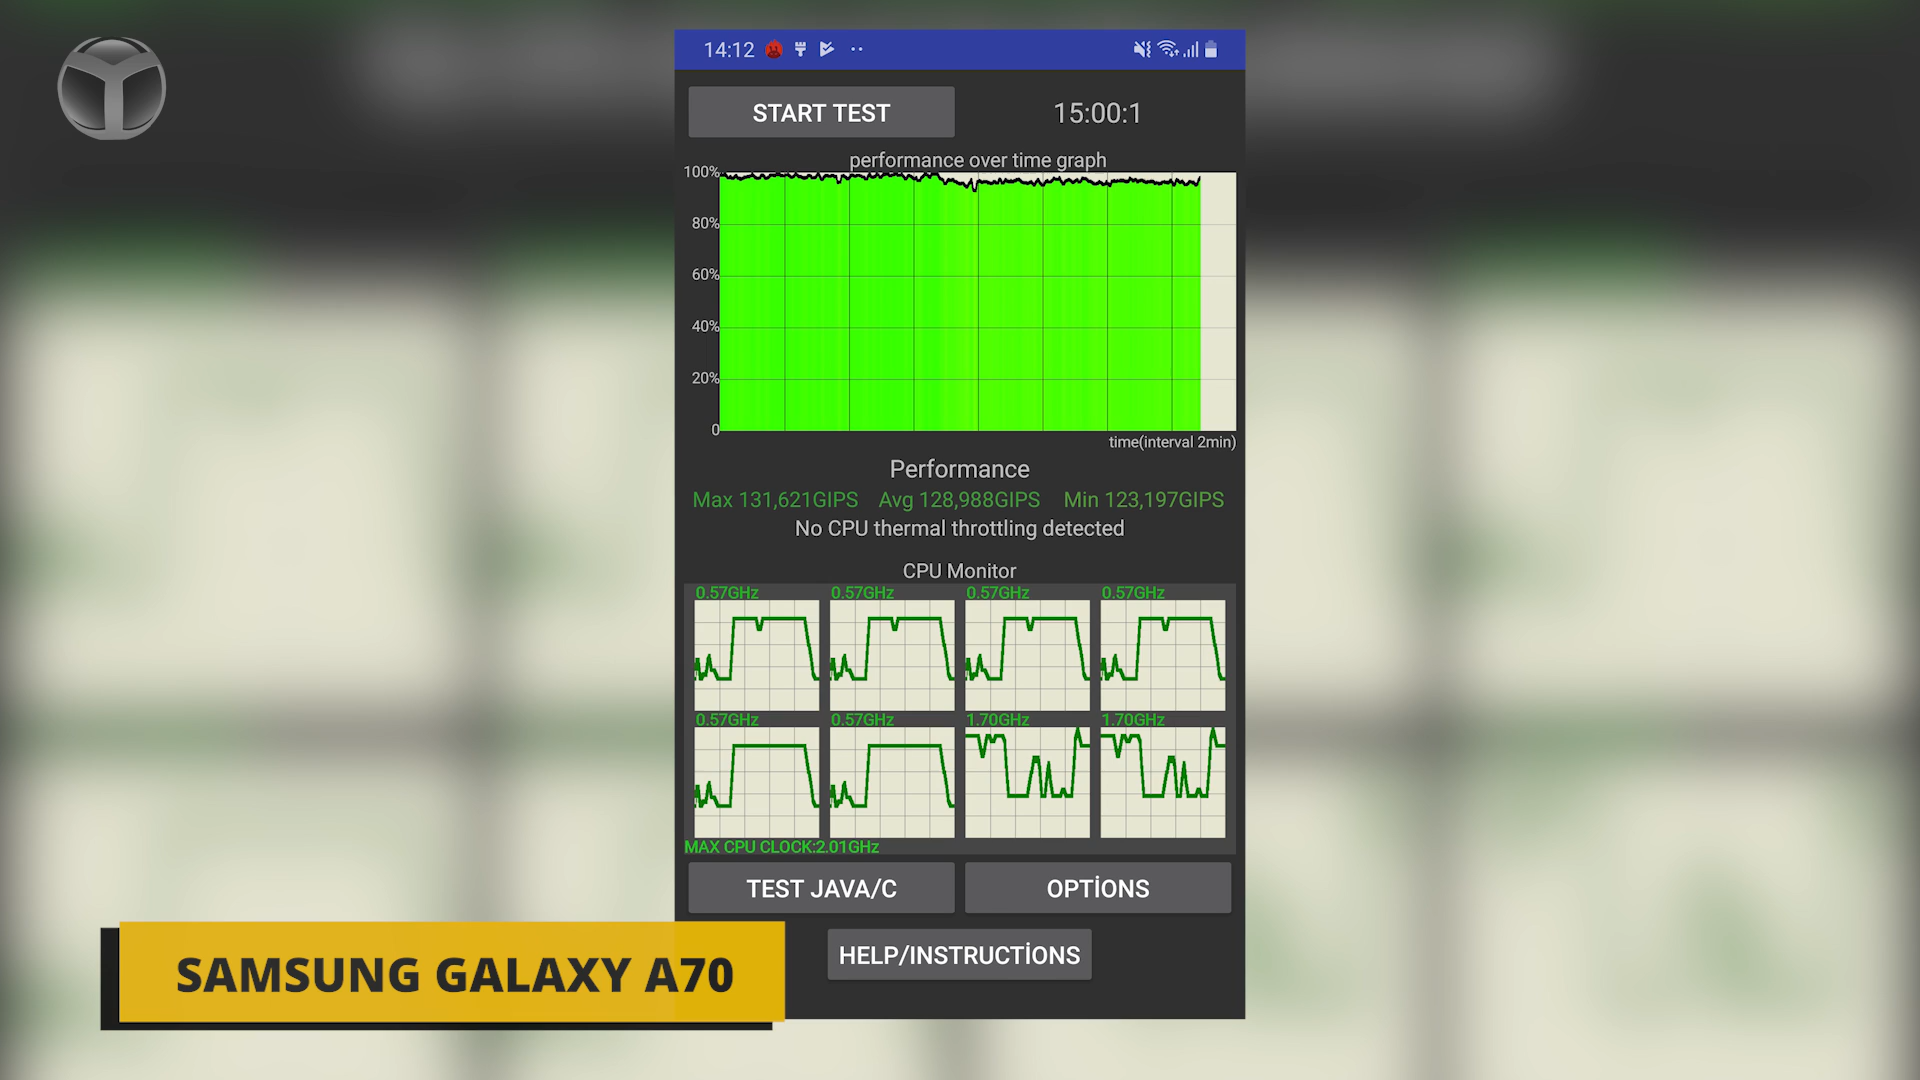 14:12
START TEST 15:00:1
performance over time graph
100%
80%
60%
40%
20%
0
time(interval 2min)
Performance
Max 131,621GIPS Avg 128,988GIPS Min 123,197GIPS
No CPU thermal throttling detected
CPU Monitor
0.57GHz 0.57GHz 0.57GHz 0.57GHz
0.57GHz 0.57GHz 1.70GHz 1.70GHz
MAX CPU CLOCK:2.01GHz
TEST JAVA/C OPTİONS
HELP/INSTRUCTİONS
SAMSUNG GALAXY A70